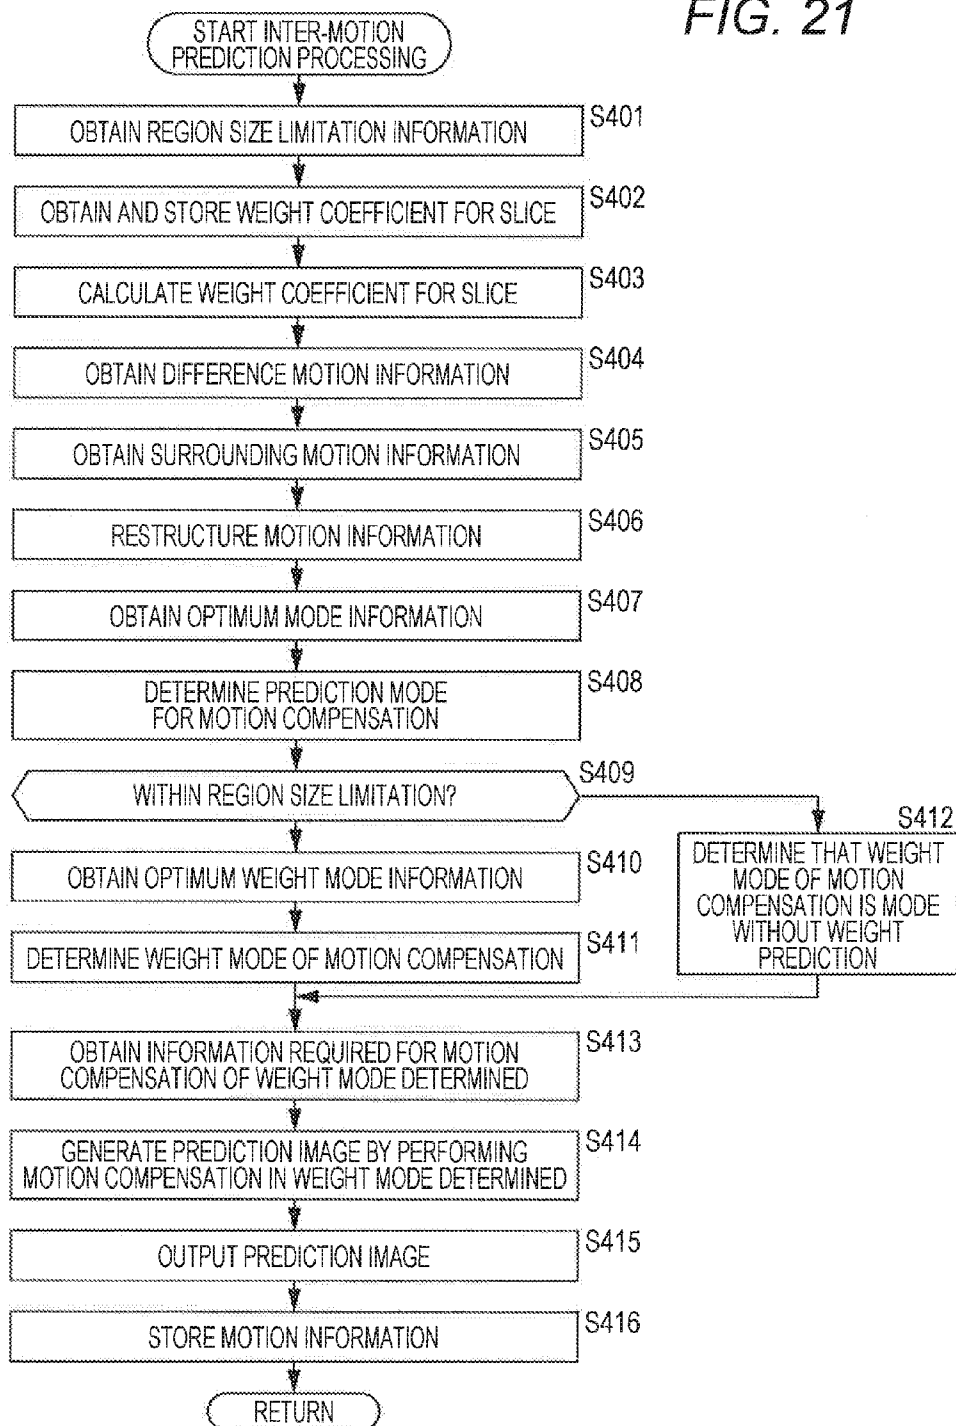 FIG. 21
START INTER-MOTION
PREDICTION PROCESSING
OBTAIN REGION SIZE LIMITATION INFORMATION
S401
OBTAIN AND STORE WEIGHT COEFFICIENT FOR SLICE
S402
CALCULATE WEIGHT COEFFICIENT FOR SLICE
S403
OBTAIN DIFFERENCE MOTION INFORMATION
S404
OBTAIN SURROUNDING MOTION INFORMATION
S405
RESTRUCTURE MOTION INFORMATION
S406
OBTAIN OPTIMUM MODE INFORMATION
S407
DETERMINE PREDICTION MODE
FOR MOTION COMPENSATION
S408
WITHIN REGION SIZE LIMITATION?
S409
OBTAIN OPTIMUM WEIGHT MODE INFORMATION
S410
DETERMINE WEIGHT MODE OF MOTION COMPENSATION
S411
S412
DETERMINE THAT WEIGHT
MODE OF MOTION
COMPENSATION IS MODE
WITHOUT WEIGHT
PREDICTION
OBTAIN INFORMATION REQUIRED FOR MOTION
COMPENSATION OF WEIGHT MODE DETERMINED
S413
GENERATE PREDICTION IMAGE BY PERFORMING
MOTION COMPENSATION IN WEIGHT MODE DETERMINED
S414
OUTPUT PREDICTION IMAGE
S415
STORE MOTION INFORMATION
S416
RETURN